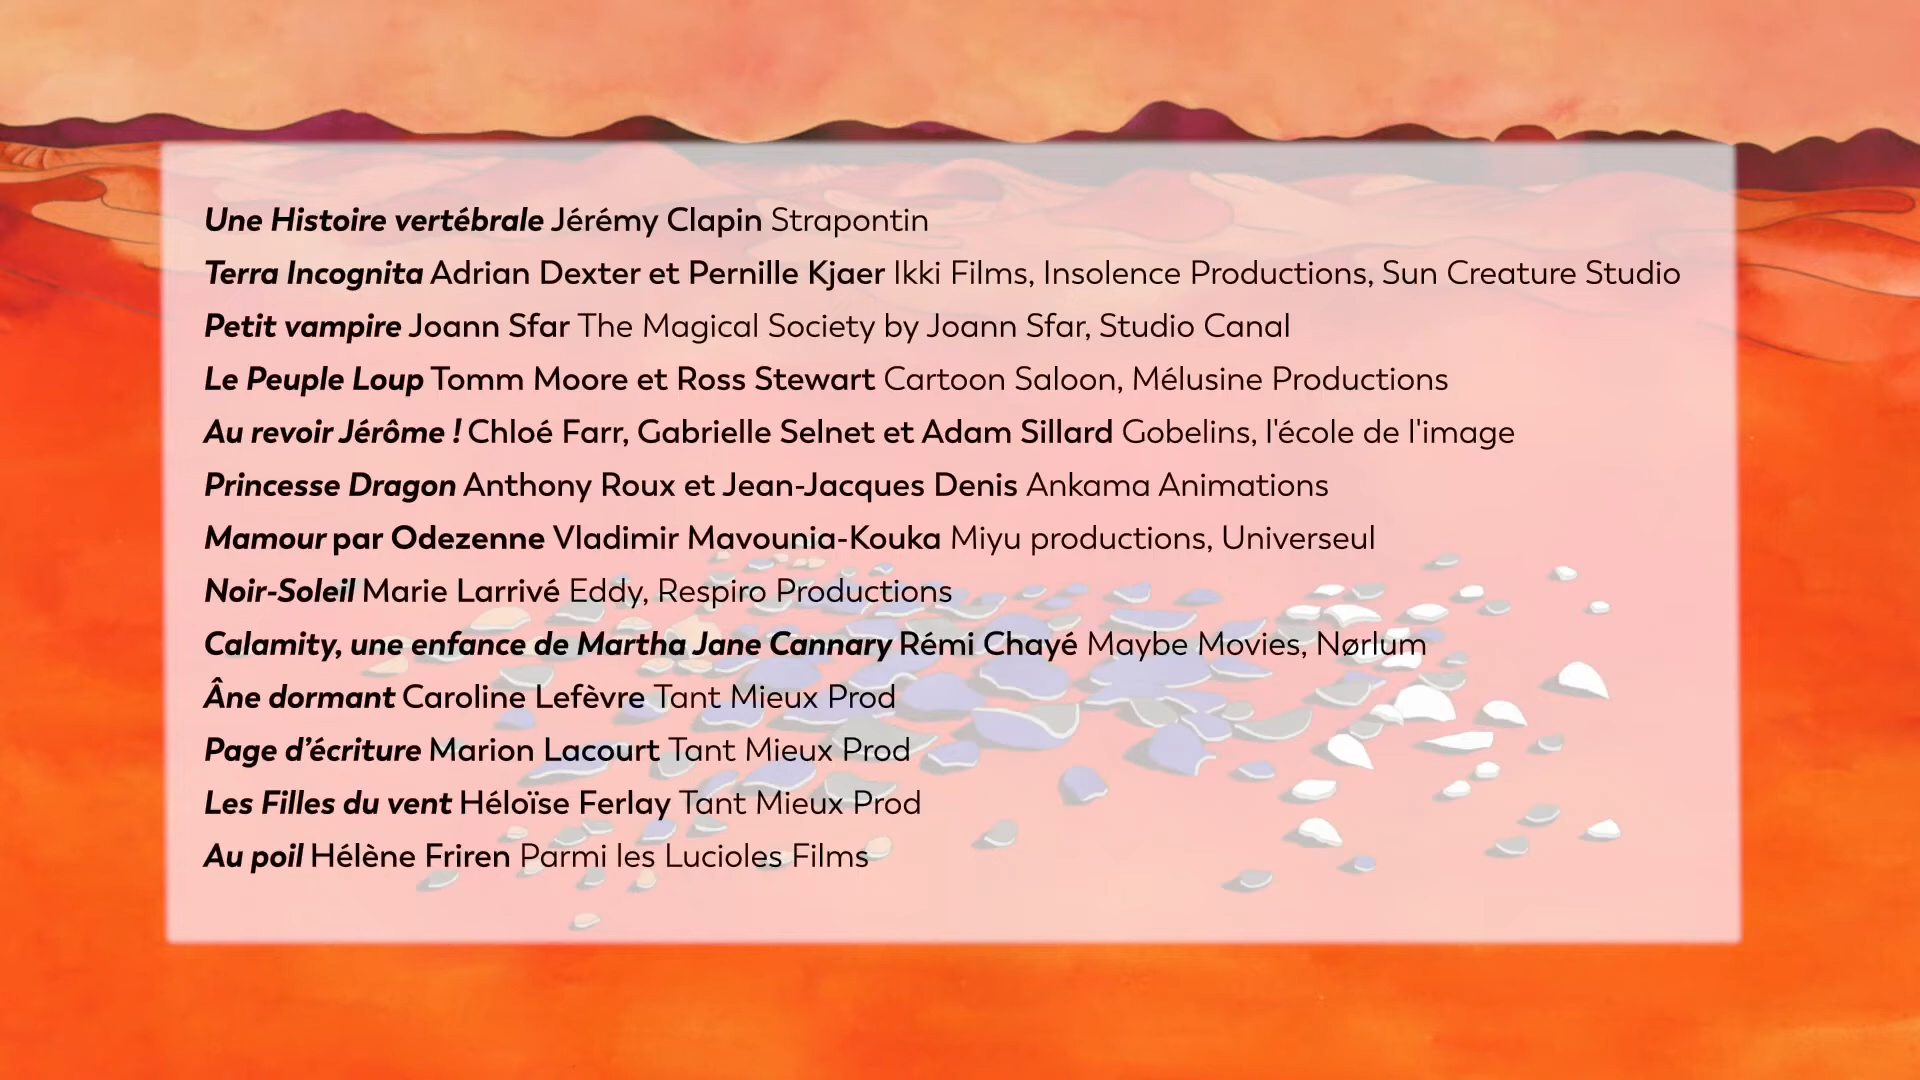 Une Histoire vertébrale Jérémy Clapin Strapontin
Terra Incognita Adrian Dexter et Pernille Kjaer Ikki Films, Insolence Productions, Sun Creature Studio
Petit vampire Joann Sfar The Magical Society by Joann Sfar, Studio Canal
Le Peuple Loup Tomm Moore et Ross Stewart Cartoon Saloon, Mélusine Productions
Au revoir Jérôme ! Chloé Farr, Gabrielle Selnet et Adam Sillard Gobelins, l'école de l'image
Princesse Dragon Anthony Roux et Jean-Jacques Denis Ankama Animations
Mamour par Odezenne Vladimir Mavounia-Kouka Miyu productions, Universeul
Noir-Soleil Marie Larrivé Eddy, Respiro Productions
Calamity, une enfance de Martha Jane Cannary Rémi Chayé Maybe Movies, Nørlum
Âne dormant Caroline Lefèvre Tant Mieux Prod
Page d’écriture Marion Lacourt Tant Mieux Prod
Les Filles du vent Héloïse Ferlay Tant Mieux Prod
Au poil Hélène Friren Parmi les Lucioles Films